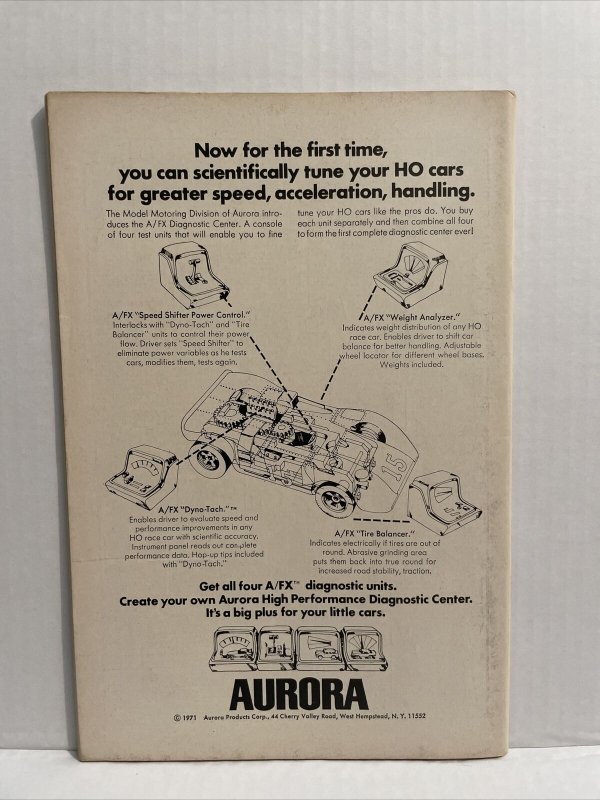 Now for the first time,
you can scientifically tune your HO cars
for greater speed, acceleration, handling.
The Model Motoring Division of Aurora intro-
duces the A/FX Diagnostic Center. A console
of four test units that will enable you to fine
tune your HO cars like the pros do. You buy
each unit separately and then combine all four
to form the first complete diagnostic center ever!
A/FX "Speed Shifter Power Control."
Interlocks with "Dyno-Tach" and "Tire
Balancer" units to control their power
flow. Driver sets "Speed Shifter" to
eliminate power variables as he tests
cars, modifies them, tests again.
A/FX "Weight Analyzer."
Indicates weight distribution of any HO
race car. Enables driver to shift car
balance for better handling. Adjustable
wheel locator for different wheel bases.
Weights included.
15
A/FX "Dyno-Tach."™
Enables driver to evaluate speed and
performance improvements in any
HO race car with scientific accuracy.
Instrument panel reads out complete
performance data. Hop-up tips included
with "Dyno-Tach."
A/FX "Tire Balancer."
Indicates electrically if tires are out of
round. Abrasive grinding area
puts them back into true round for
increased road stability, traction.
Get all four A/FX™ diagnostic units.
Create your own Aurora High Performance Diagnostic Center.
It's a big plus for your little cars.
AURORA
© 1971 Aurora Products Corp., 44 Cherry Valley Road, West Hempstead, N. Y. 11552